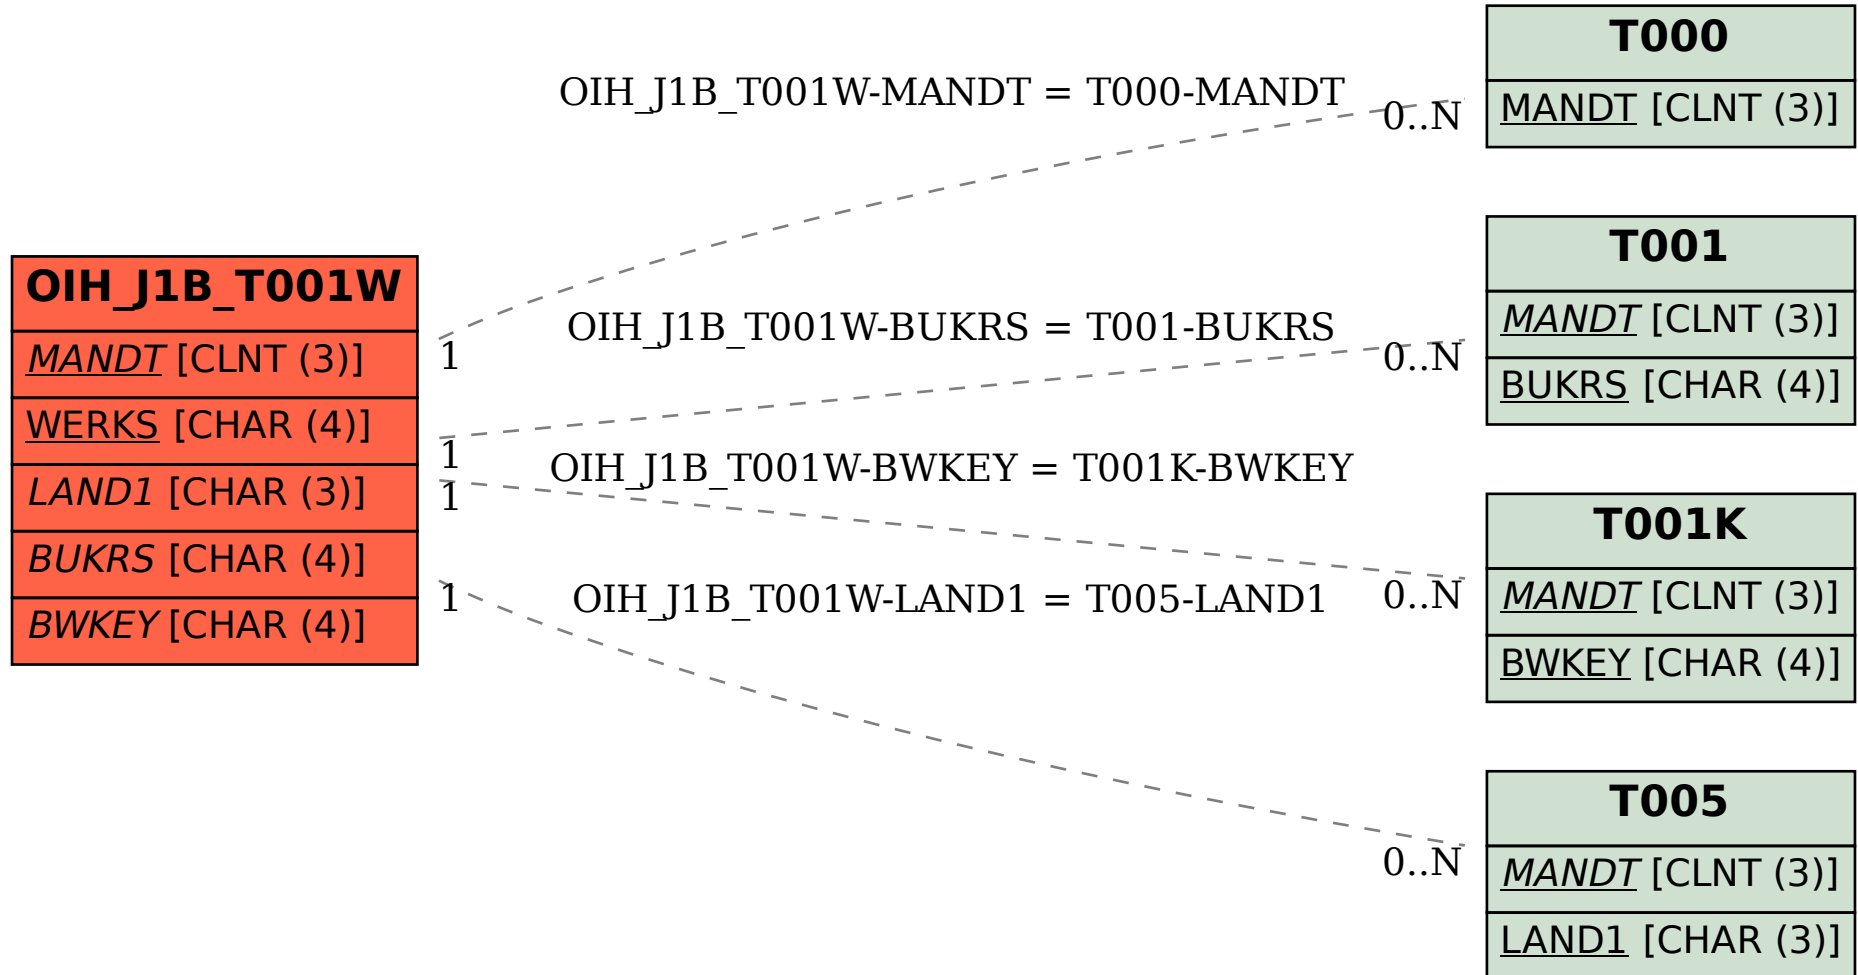 OIH_J1B_T001W
MANDT [CLNT (3)]
WERKS [CHAR (4)]
LAND1 [CHAR (3)]
BUKRS [CHAR (4)]
BWKEY [CHAR (4)]
OIH_J1B_T001W-MANDT = T000-MANDT
1
0..N
OIH_J1B_T001W-BUKRS = T001-BUKRS
1
0..N
OIH_J1B_T001W-BWKEY = T001K-BWKEY
1
0..N
OIH_J1B_T001W-LAND1 = T005-LAND1
1
0..N
T000
MANDT [CLNT (3)]
T001
MANDT [CLNT (3)]
BUKRS [CHAR (4)]
T001K
MANDT [CLNT (3)]
BWKEY [CHAR (4)]
T005
MANDT [CLNT (3)]
LAND1 [CHAR (3)]